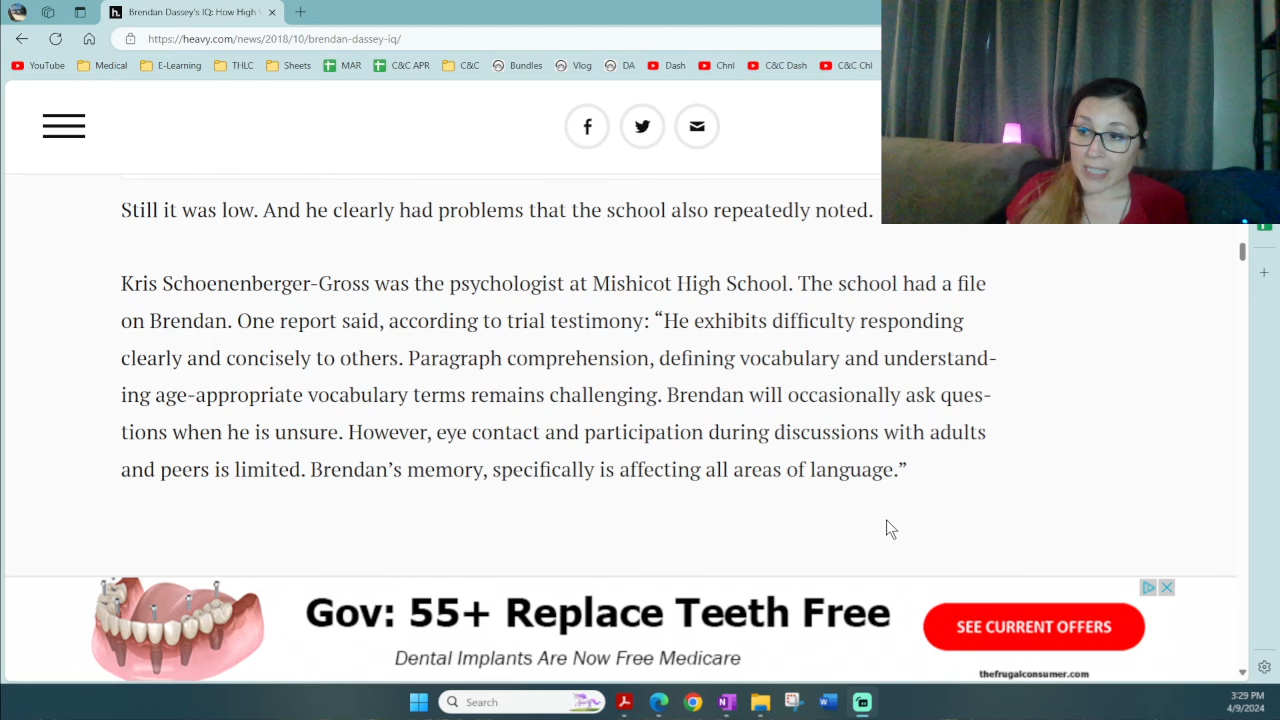 h.
Brendan Dassey's IQ: How High
https://heavy.com/news/2018/10/brendan-dassey-iq/
YouTube Medical E-Learning THLC Sheets MAR C&C APR C&C Bundles Vlog DA Dash Chnl C&C Dash C&C Chl
Still it was low. And he clearly had problems that the school also repeatedly noted.
Kris Schoenenberger-Gross was the psychologist at Mishicot High School. The school had a file
on Brendan. One report said, according to trial testimony: “He exhibits difficulty responding
clearly and concisely to others. Paragraph comprehension, defining vocabulary and understand-
ing age-appropriate vocabulary terms remains challenging. Brendan will occasionally ask ques-
tions when he is unsure. However, eye contact and participation during discussions with adults
and peers is limited. Brendan’s memory, specifically is affecting all areas of language.”
Gov: 55+ Replace Teeth Free
Dental Implants Are Now Free Medicare
SEE CURRENT OFFERS
thefrugalconsumer.com
Search
3:29 PM
4/9/2024